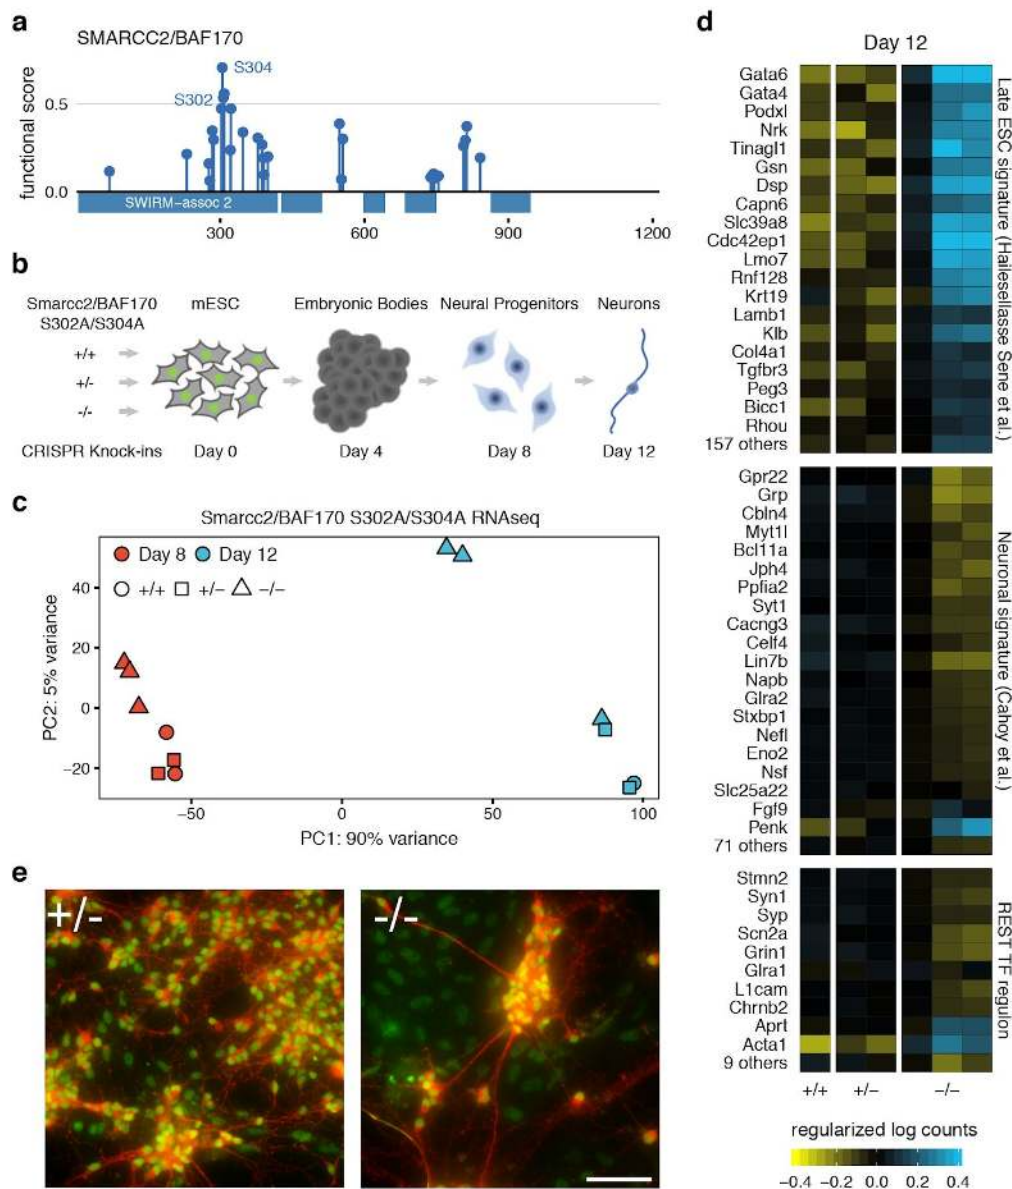 a
SMARCC2/BAF170
functional score
0.5
0.0
S304
S302
SWIRM-assoc 2
300 600 900 1200
b
Smarcc2/BAF170
S302A/S304A
mESC
Embryonic Bodies
Neural Progenitors
Neurons
+/+
+/-
-/-
CRISPR Knock-ins
Day 0
Day 4
Day 8
Day 12
c
Smarcc2/BAF170 S302A/S304A RNAseq
Day 8 Day 12
+/+ +/− −/−
PC2: 5% variance
40
20
0
−20
−50 0 50 100
PC1: 90% variance
d
Day 12
Gata6
Gata4
Podxl
Nrk
Tinagl1
Gsn
Dsp
Capn6
Slc39a8
Cdc42ep1
Lmo7
Rnf128
Krt19
Lamb1
Klb
Col4a1
Tgfbr3
Peg3
Bicc1
Rhou
157 others
Late ESC signature (Hailesellasse Sene et al.)
Gpr22
Grp
Cbln4
Myt1l
Bcl11a
Jph4
Ppfia2
Syt1
Cacng3
Celf4
Lin7b
Napb
Glra2
Stxbp1
Nefl
Eno2
Nsf
Slc25a22
Fgf9
Penk
71 others
Neuronal signature (Cahoy et al.)
Stmn2
Syn1
Syp
Scn2a
Grin1
Glra1
L1cam
Chrnb2
Aprt
Acta1
9 others
REST TF regulon
+/+ +/− −/−
regularized log counts
−0.4 −0.2 0.0 0.2 0.4
e
+/-
-/-